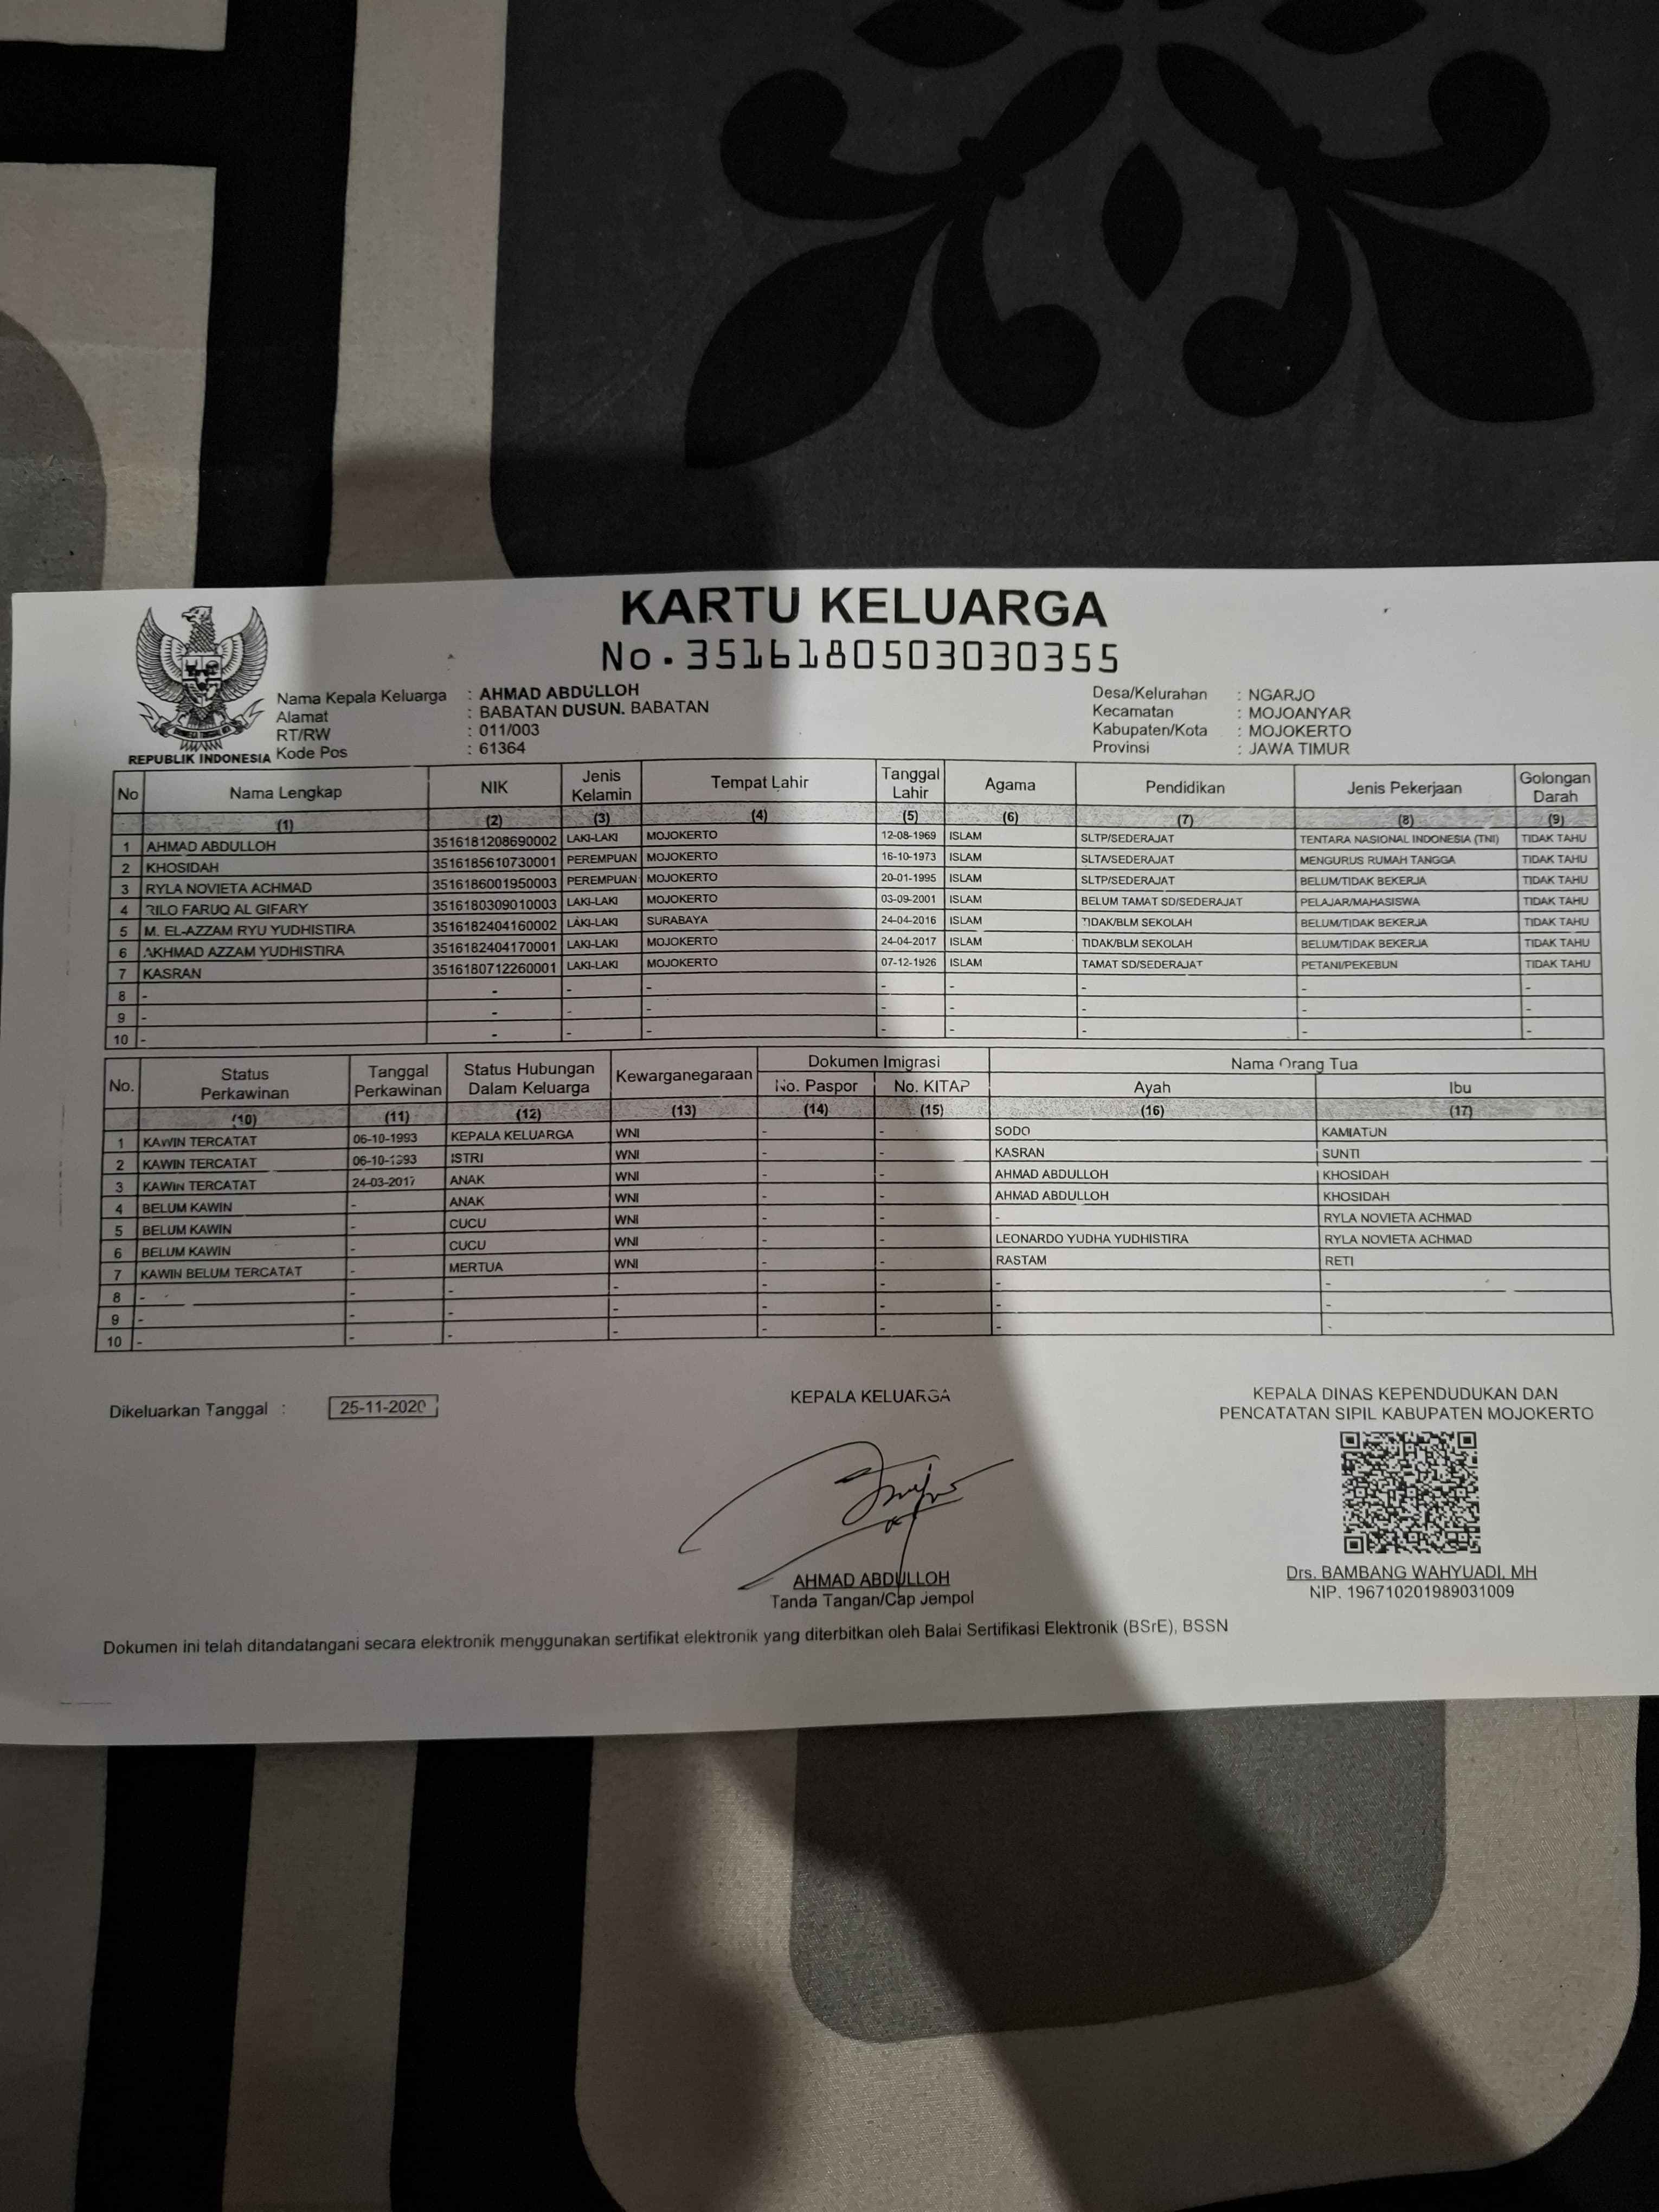 KARTU KELUARGA
No. 3516180503030355
REPUBLIK INDONESIA
Nama Kepala Keluarga : AHMAD ABDULLOH
Alamat : BABATAN DUSUN. BABATAN
RT/RW : 011/003
Kode Pos : 61364
Desa/Kelurahan : NGARJO
Kecamatan : MOJOANYAR
Kabupaten/Kota : MOJOKERTO
Provinsi : JAWA TIMUR
No Nama Lengkap NIK Jenis Kelamin Tempat Lahir Tanggal Lahir Agama Pendidikan Jenis Pekerjaan Golongan Darah
(1) (2) (3) (4) (5) (6) (7) (8) (9)
1 AHMAD ABDULLOH 3516181208690002 LAKI-LAKI MOJOKERTO 12-08-1969 ISLAM SLTP/SEDERAJAT TENTARA NASIONAL INDONESIA (TNI) TIDAK TAHU
2 KHOSIDAH 3516185610730001 PEREMPUAN MOJOKERTO 16-10-1973 ISLAM SLTA/SEDERAJAT MENGURUS RUMAH TANGGA TIDAK TAHU
3 RYLA NOVIETA ACHMAD 3516186001950003 PEREMPUAN MOJOKERTO 20-01-1995 ISLAM SLTP/SEDERAJAT BELUM/TIDAK BEKERJA TIDAK TAHU
4 RILO FARUQ AL GIFARY 3516180309010003 LAKI-LAKI MOJOKERTO 03-09-2001 ISLAM BELUM TAMAT SD/SEDERAJAT PELAJAR/MAHASISWA TIDAK TAHU
5 M. EL-AZZAM RYU YUDHISTIRA 3516182404160002 LAKI-LAKI SURABAYA 24-04-2016 ISLAM TIDAK/BLM SEKOLAH BELUM/TIDAK BEKERJA TIDAK TAHU
6 AKHMAD AZZAM YUDHISTIRA 3516182404170001 LAKI-LAKI MOJOKERTO 24-04-2017 ISLAM TIDAK/BLM SEKOLAH BELUM/TIDAK BEKERJA TIDAK TAHU
7 KASRAN 3516180712260001 LAKI-LAKI MOJOKERTO 07-12-1926 ISLAM TAMAT SD/SEDERAJAT PETANI/PEKEBUN TIDAK TAHU
8 - - - - - - - - -
9 - - - - - - - - -
10 - - - - - - - - -
No. Status Perkawinan Tanggal Perkawinan Status Hubungan Dalam Keluarga Kewarganegaraan Dokumen Imigrasi Nama Orang Tua
No. Paspor No. KITAP Ayah Ibu
(10) (11) (12) (13) (14) (15) (16) (17)
1 KAWIN TERCATAT 06-10-1993 KEPALA KELUARGA WNI - - SODO KAMIATUN
2 KAWIN TERCATAT 06-10-1993 ISTRI WNI - - KASRAN SUNTI
3 KAWIN TERCATAT 24-03-2017 ANAK WNI - - AHMAD ABDULLOH KHOSIDAH
4 BELUM KAWIN - ANAK WNI - - AHMAD ABDULLOH KHOSIDAH
5 BELUM KAWIN - CUCU WNI - - - RYLA NOVIETA ACHMAD
6 BELUM KAWIN - CUCU WNI - - LEONARDO YUDHA YUDHISTIRA RYLA NOVIETA ACHMAD
7 KAWIN BELUM TERCATAT - MERTUA WNI - - RASTAM RETI
8 - - - - - - - -
9 - - - - - - - -
10 - - - - - - - -
Dikeluarkan Tanggal : 25-11-2020
KEPALA KELUARGA
AHMAD ABDULLOH
Tanda Tangan/Cap Jempol
KEPALA DINAS KEPENDUDUKAN DAN
PENCATATAN SIPIL KABUPATEN MOJOKERTO
Drs. BAMBANG WAHYUADI, MH
NIP. 196710201989031009
Dokumen ini telah ditandatangani secara elektronik menggunakan sertifikat elektronik yang diterbitkan oleh Balai Sertifikasi Elektronik (BSrE), BSSN